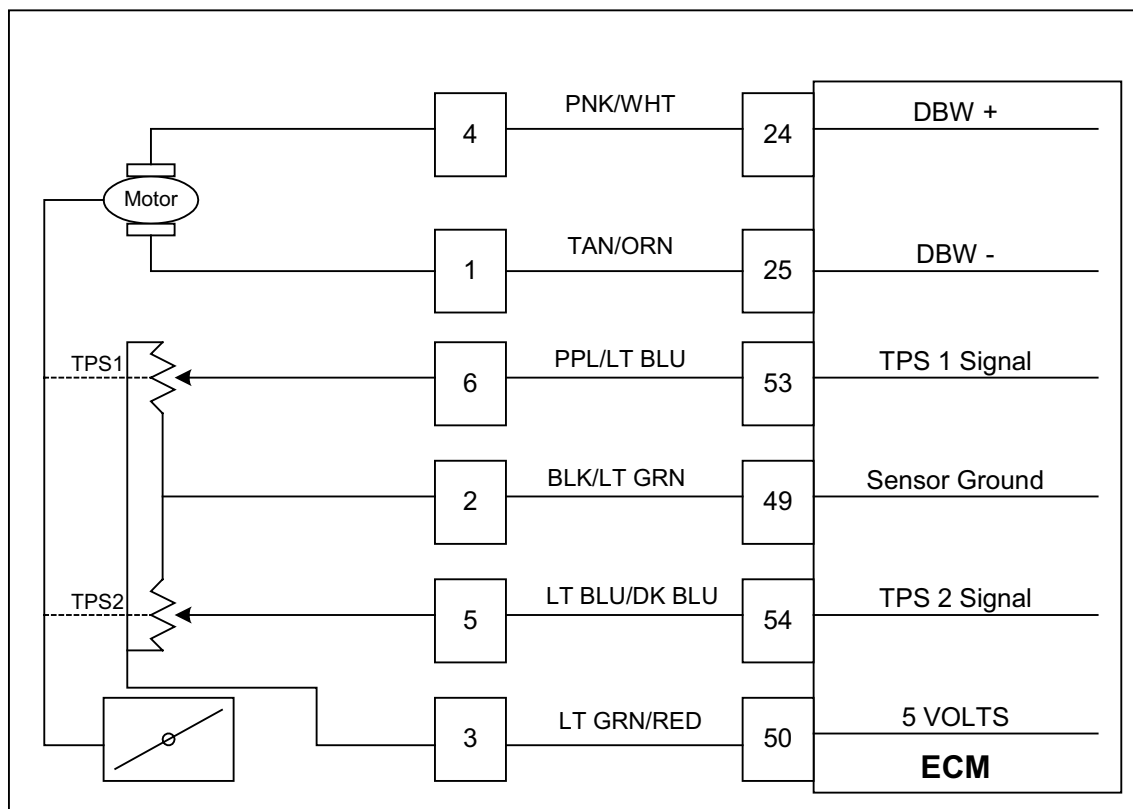 4 PNK/WHT 24 DBW +
Motor
1 TAN/ORN 25 DBW -
TPS1 6 PPL/LT BLU 53 TPS 1 Signal
2 BLK/LT GRN 49 Sensor Ground
TPS2 5 LT BLU/DK BLU 54 TPS 2 Signal
3 LT GRN/RED 50 5 VOLTS
ECM